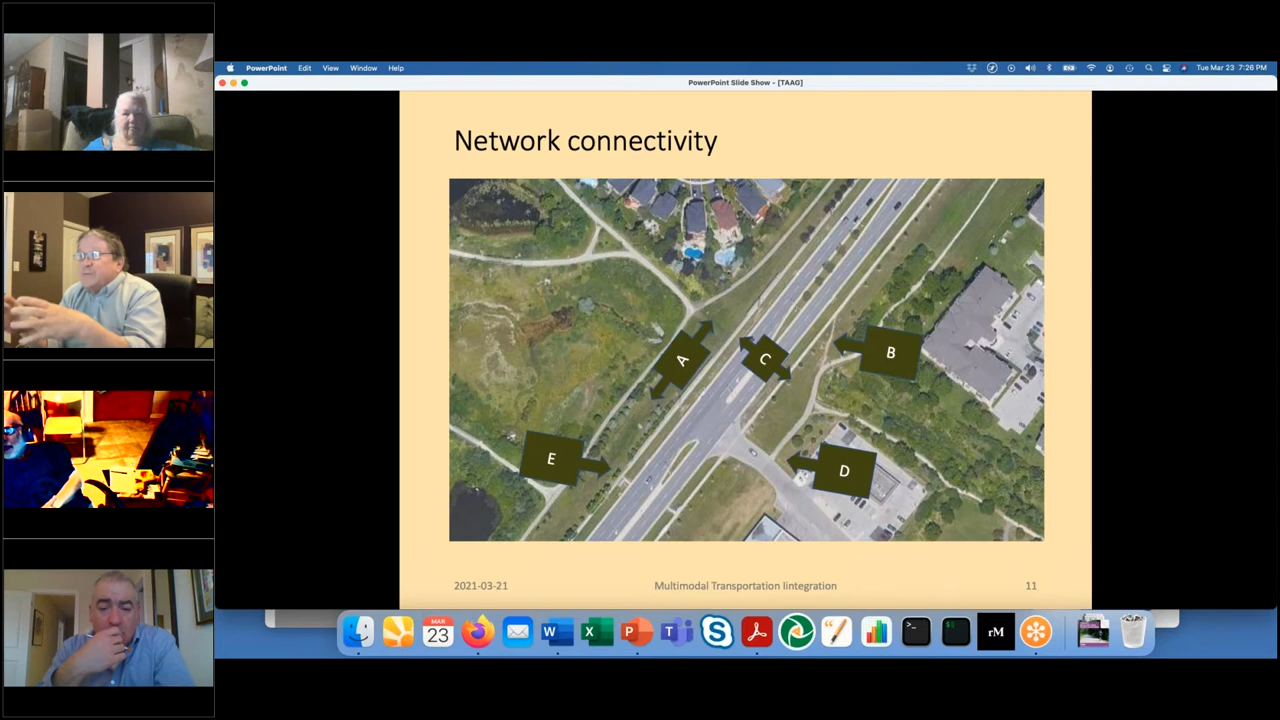 PowerPoint Edit View Window Help
Tue Mar 23 7:26 PM
PowerPoint Slide Show - [TAAG]
Network connectivity
A
C
B
E
D
2021-03-21
Multimodal Transportation Iintegration
11
MAR
23
W
X
P
T
S
>_
$
rM